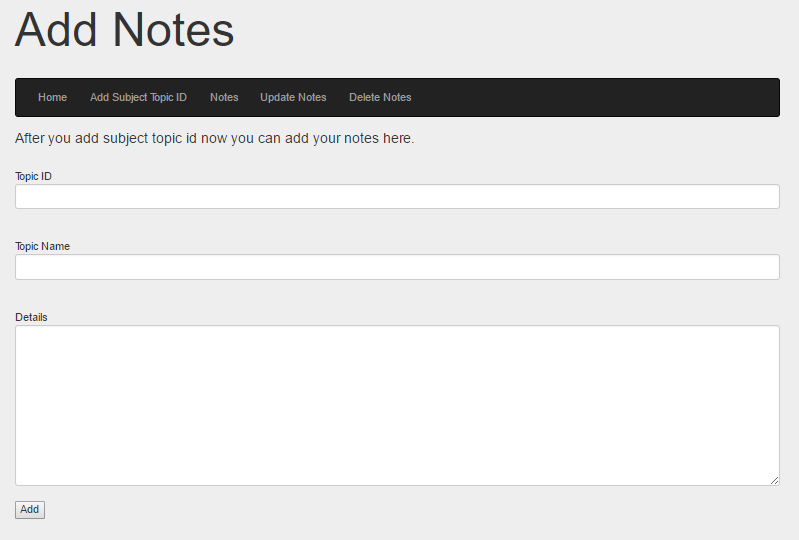 Add Notes
Home Add Subject Topic ID Notes Update Notes Delete Notes
After you add subject topic id now you can add your notes here.
Topic ID
Topic Name
Details
Add